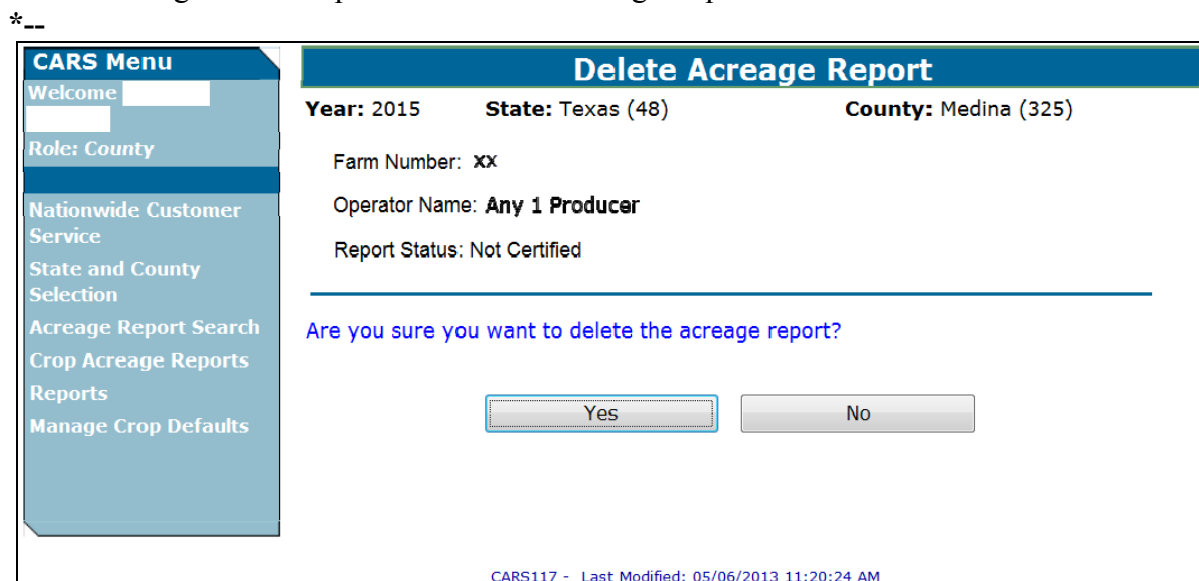 *--
CARS Menu
Welcome
Role: County
Nationwide Customer
Service
State and County
Selection
Acreage Report Search
Crop Acreage Reports
Reports
Manage Crop Defaults
Delete Acreage Report
Year: 2015 State: Texas (48) County: Medina (325)
Farm Number: xx
Operator Name: Any 1 Producer
Report Status: Not Certified
Are you sure you want to delete the acreage report?
Yes No
CARS117 - Last Modified: 05/06/2013 11:20:24 AM